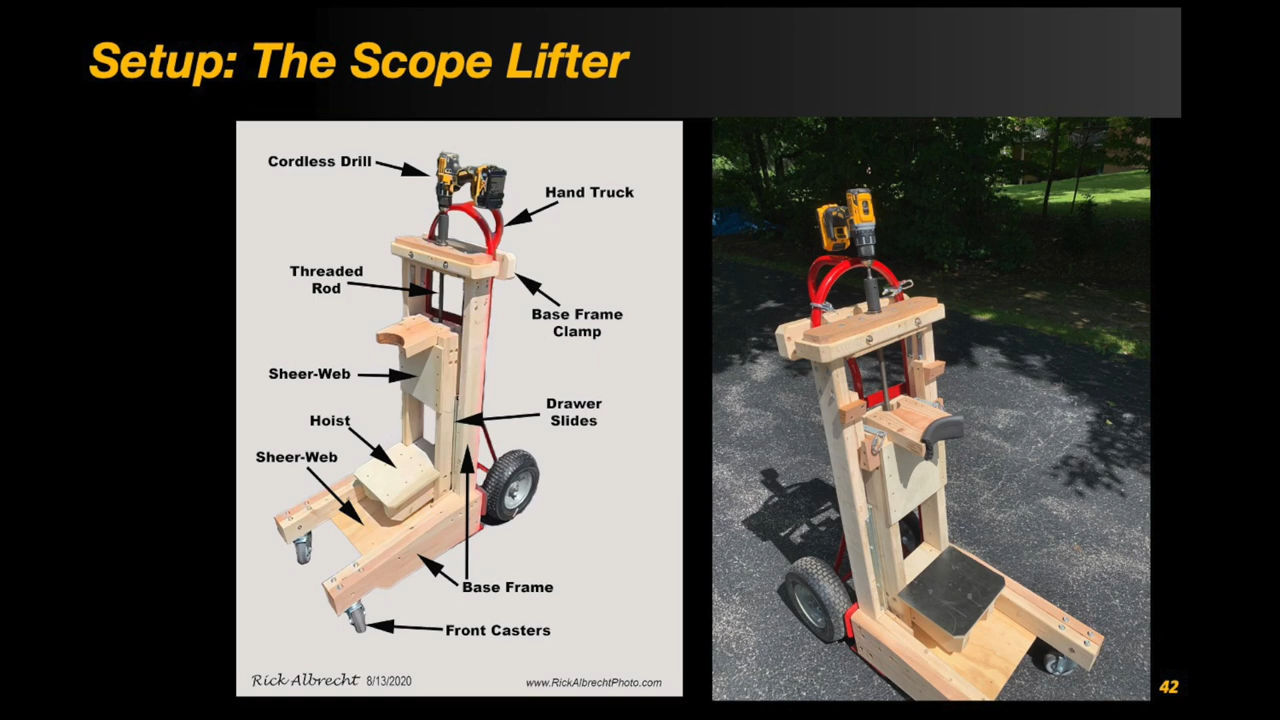 Setup: The Scope Lifter
Cordless Drill
Hand Truck
Threaded
Rod
Base Frame
Clamp
Sheer-Web
Drawer
Slides
Hoist
Sheer-Web
Base Frame
Front Casters
Rick Albrecht 8/13/2020
www.RickAlbrechtPhoto.com
42